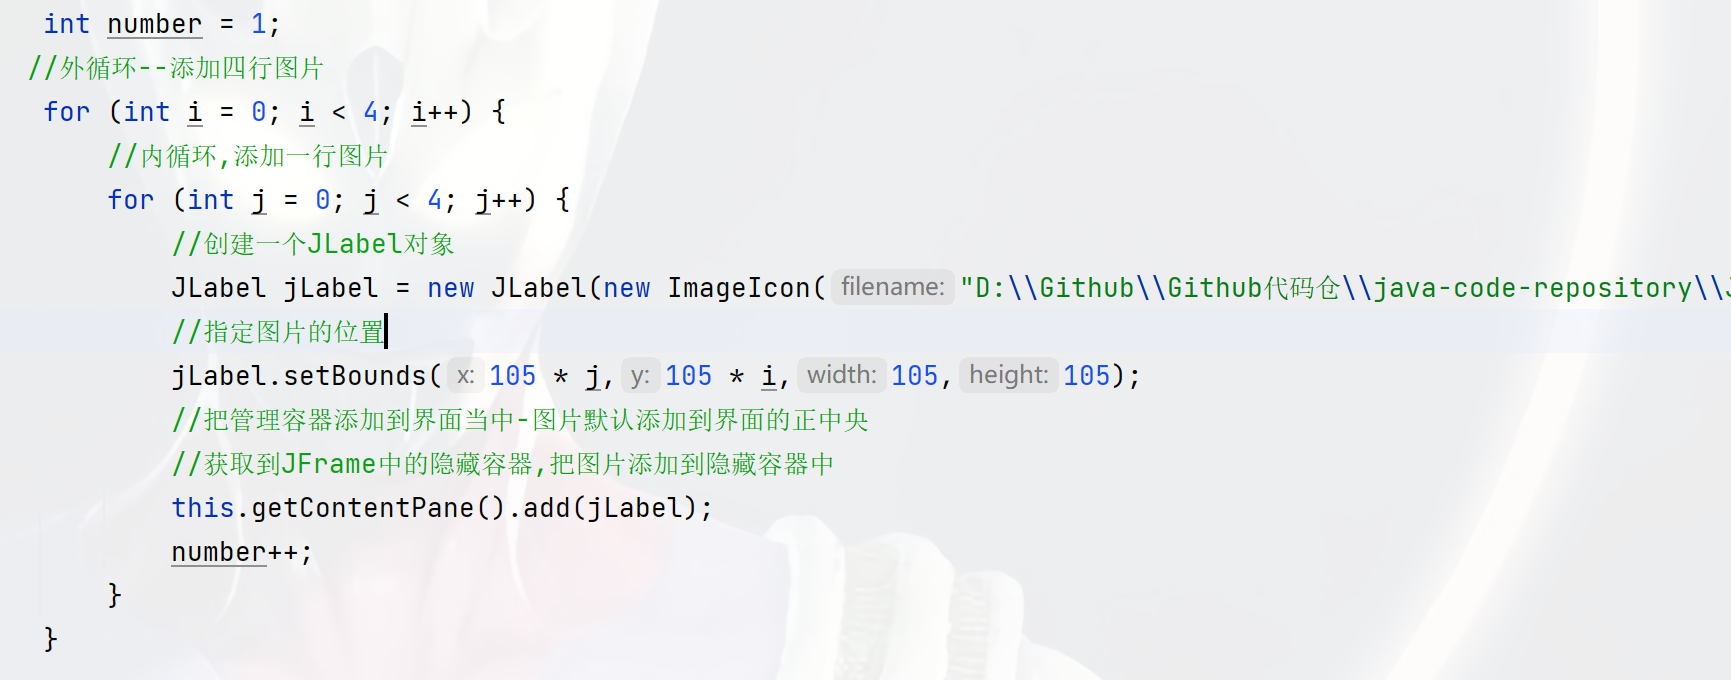 int number = 1;
//外循环--添加四行图片
for (int i = 0; i < 4; i++) {
//内循环,添加一行图片
for (int j = 0; j < 4; j++) {
//创建一个JLabel对象
JLabel jLabel = new JLabel(new ImageIcon( filename: "D:\\Github\\Github代码仓\\java-code-repository\\
//指定图片的位置
jLabel.setBounds( x: 105 * j, y: 105 * i, width: 105, height: 105);
//把管理容器添加到界面当中-图片默认添加到界面的正中央
//获取到JFrame中的隐藏容器,把图片添加到隐藏容器中
this.getContentPane().add(jLabel);
number++;
}
}